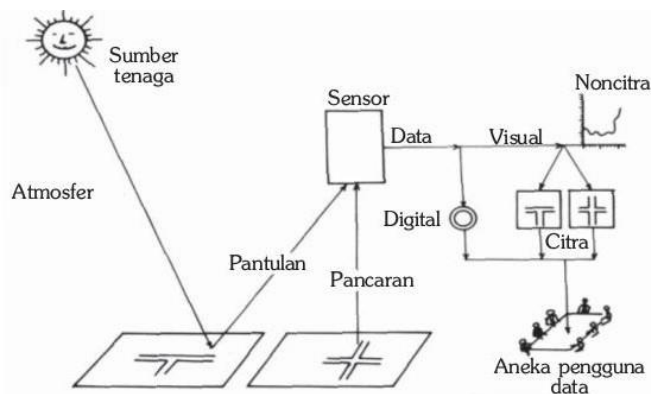 Sumber
tenaga
Noncitra
Sensor
Data
Visual
Atmosfer
Digital
Citra
Pantulan
Pancaran
Aneka pengguna
data